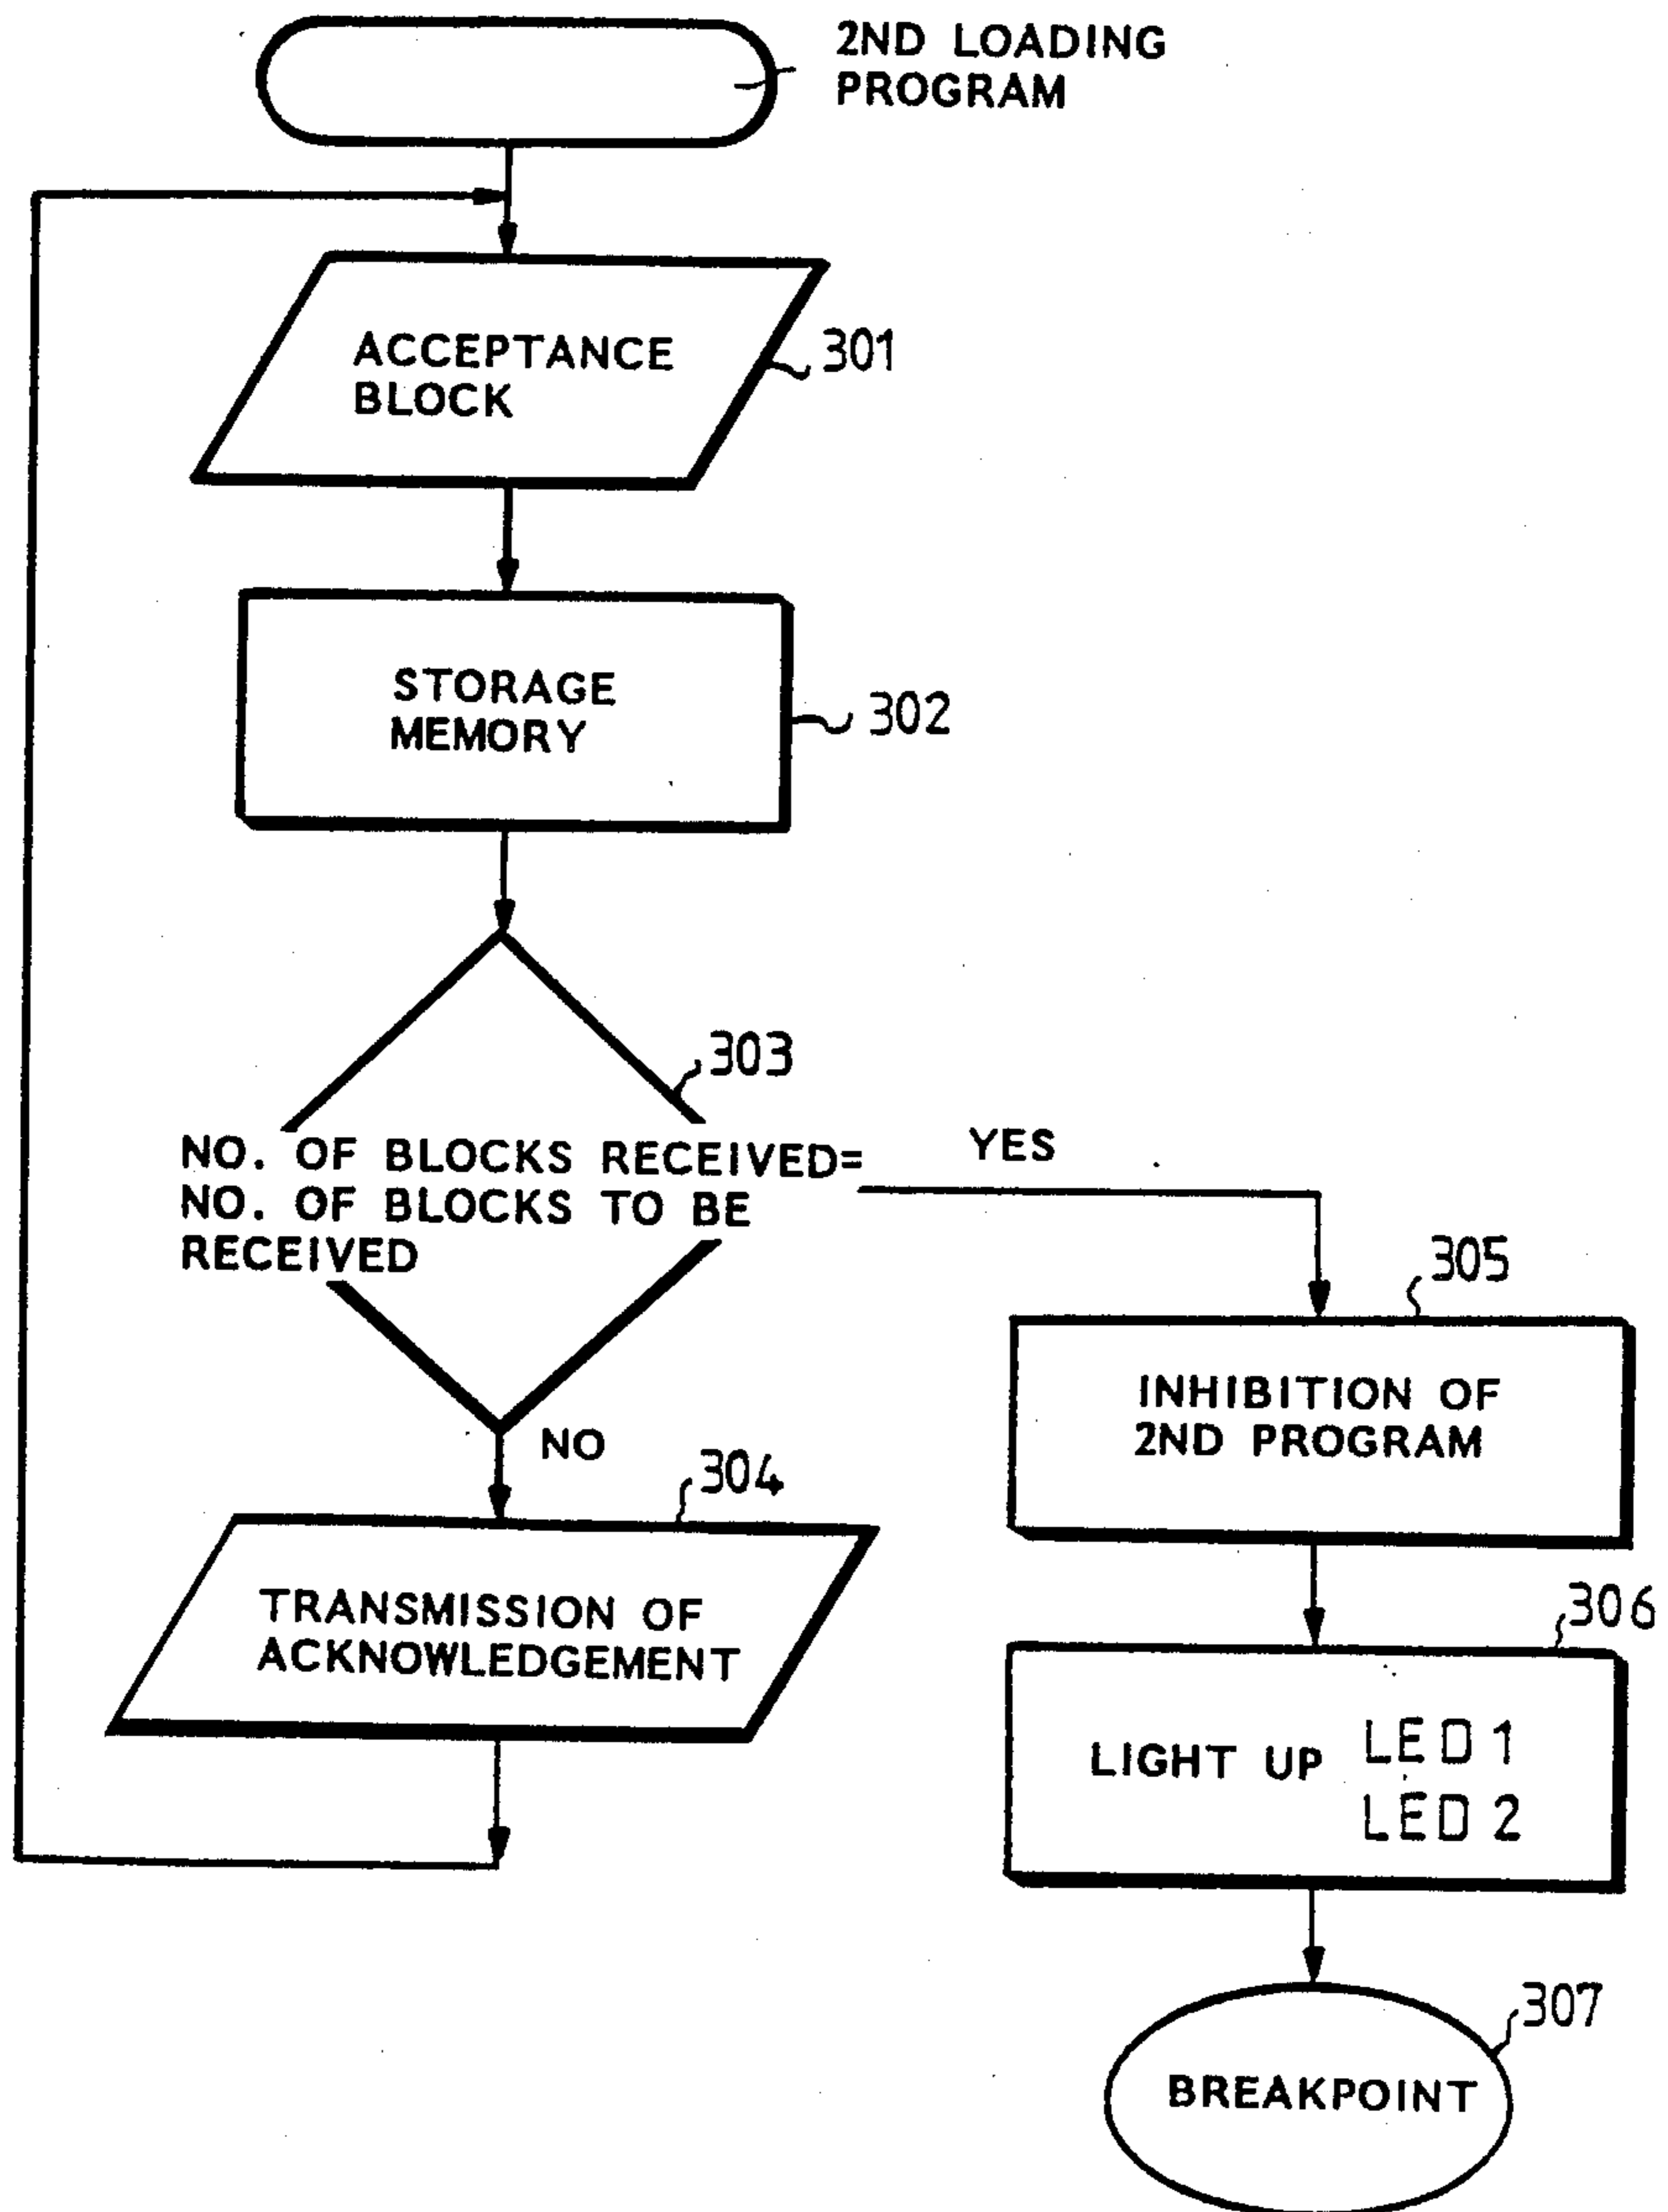 2ND LOADING
PROGRAM
ACCEPTANCE
BLOCK
301
STORAGE
MEMORY
302
303
NO. OF BLOCKS RECEIVED=
NO. OF BLOCKS TO BE
RECEIVED
YES
NO
304
TRANSMISSION OF
ACKNOWLEDGEMENT
305
INHIBITION OF
2ND PROGRAM
306
LIGHT UP LED 1
LED 2
307
BREAKPOINT